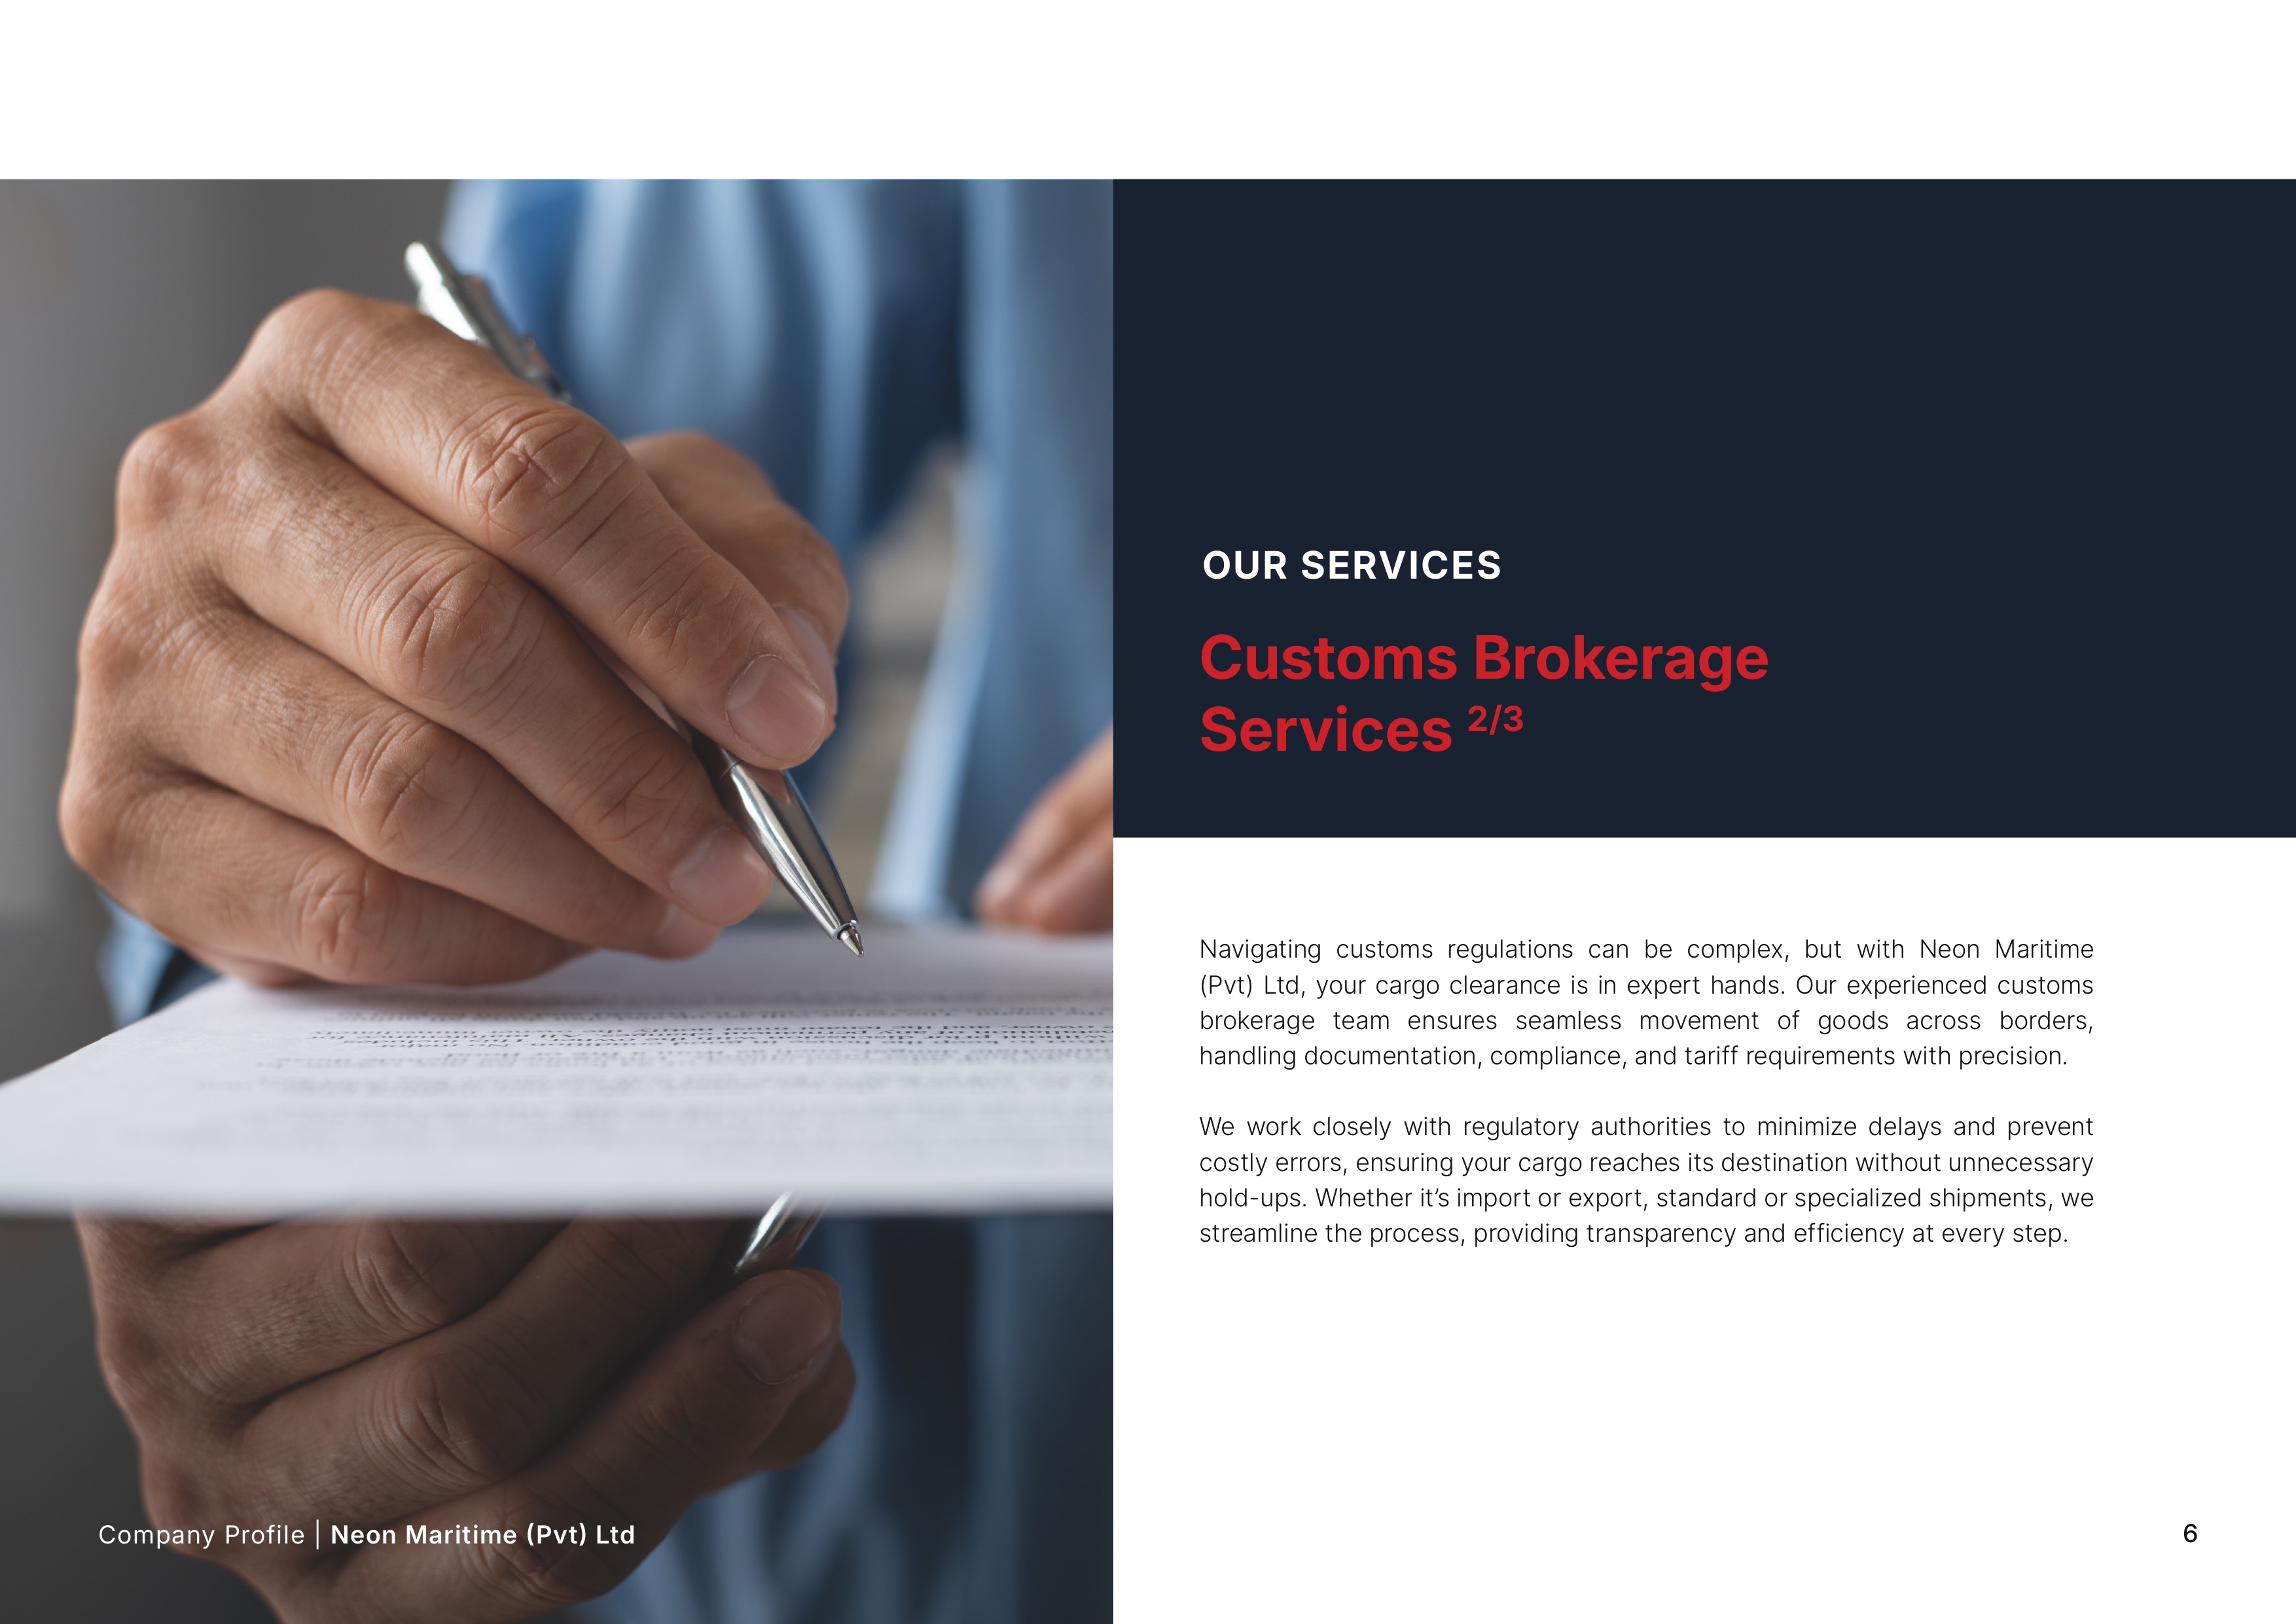 OUR SERVICES
Customs Brokerage
Services 2/3
Navigating customs regulations can be complex, but with Neon Maritime
(Pvt) Ltd, your cargo clearance is in expert hands. Our experienced customs
brokerage team ensures seamless movement of goods across borders,
handling documentation, compliance, and tariff requirements with precision.
We work closely with regulatory authorities to minimize delays and prevent
costly errors, ensuring your cargo reaches its destination without unnecessary
hold-ups. Whether it’s import or export, standard or specialized shipments, we
streamline the process, providing transparency and efficiency at every step.
Company Profile | Neon Maritime (Pvt) Ltd
6